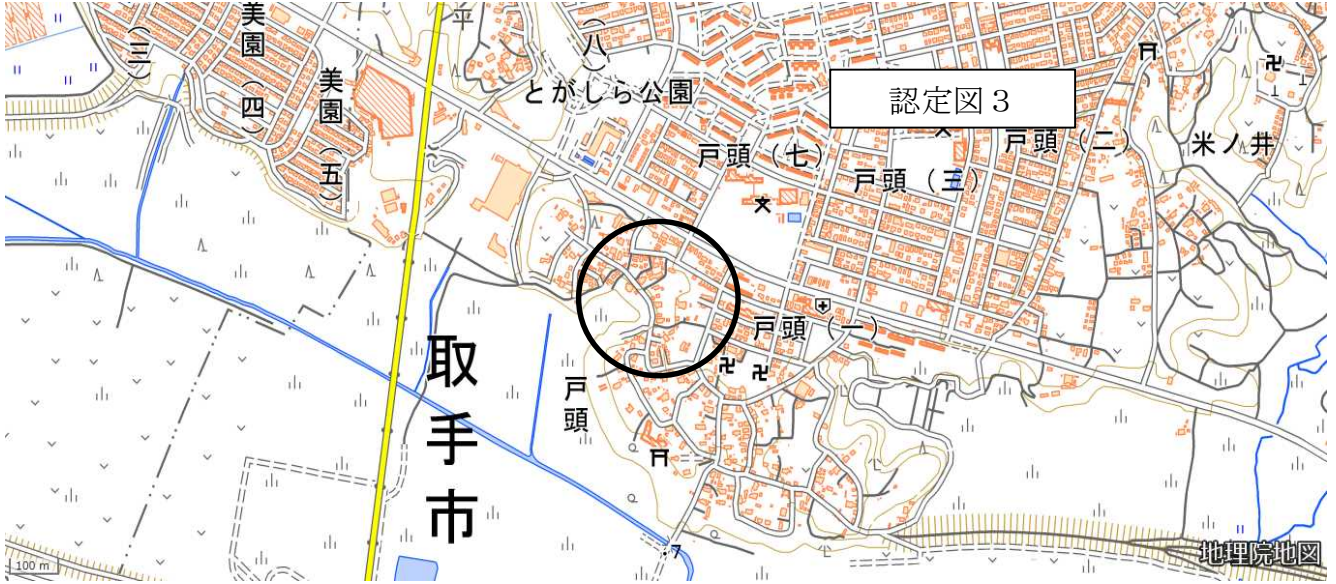 美園(三)
美園(四)
美園(五)
平
(八)
とがしら公園
認定図3
戸頭(七)
戸頭(三)
戸頭(二)
米ノ井
戸頭(一)
戸頭
取手市
7
100 m
地理院地図